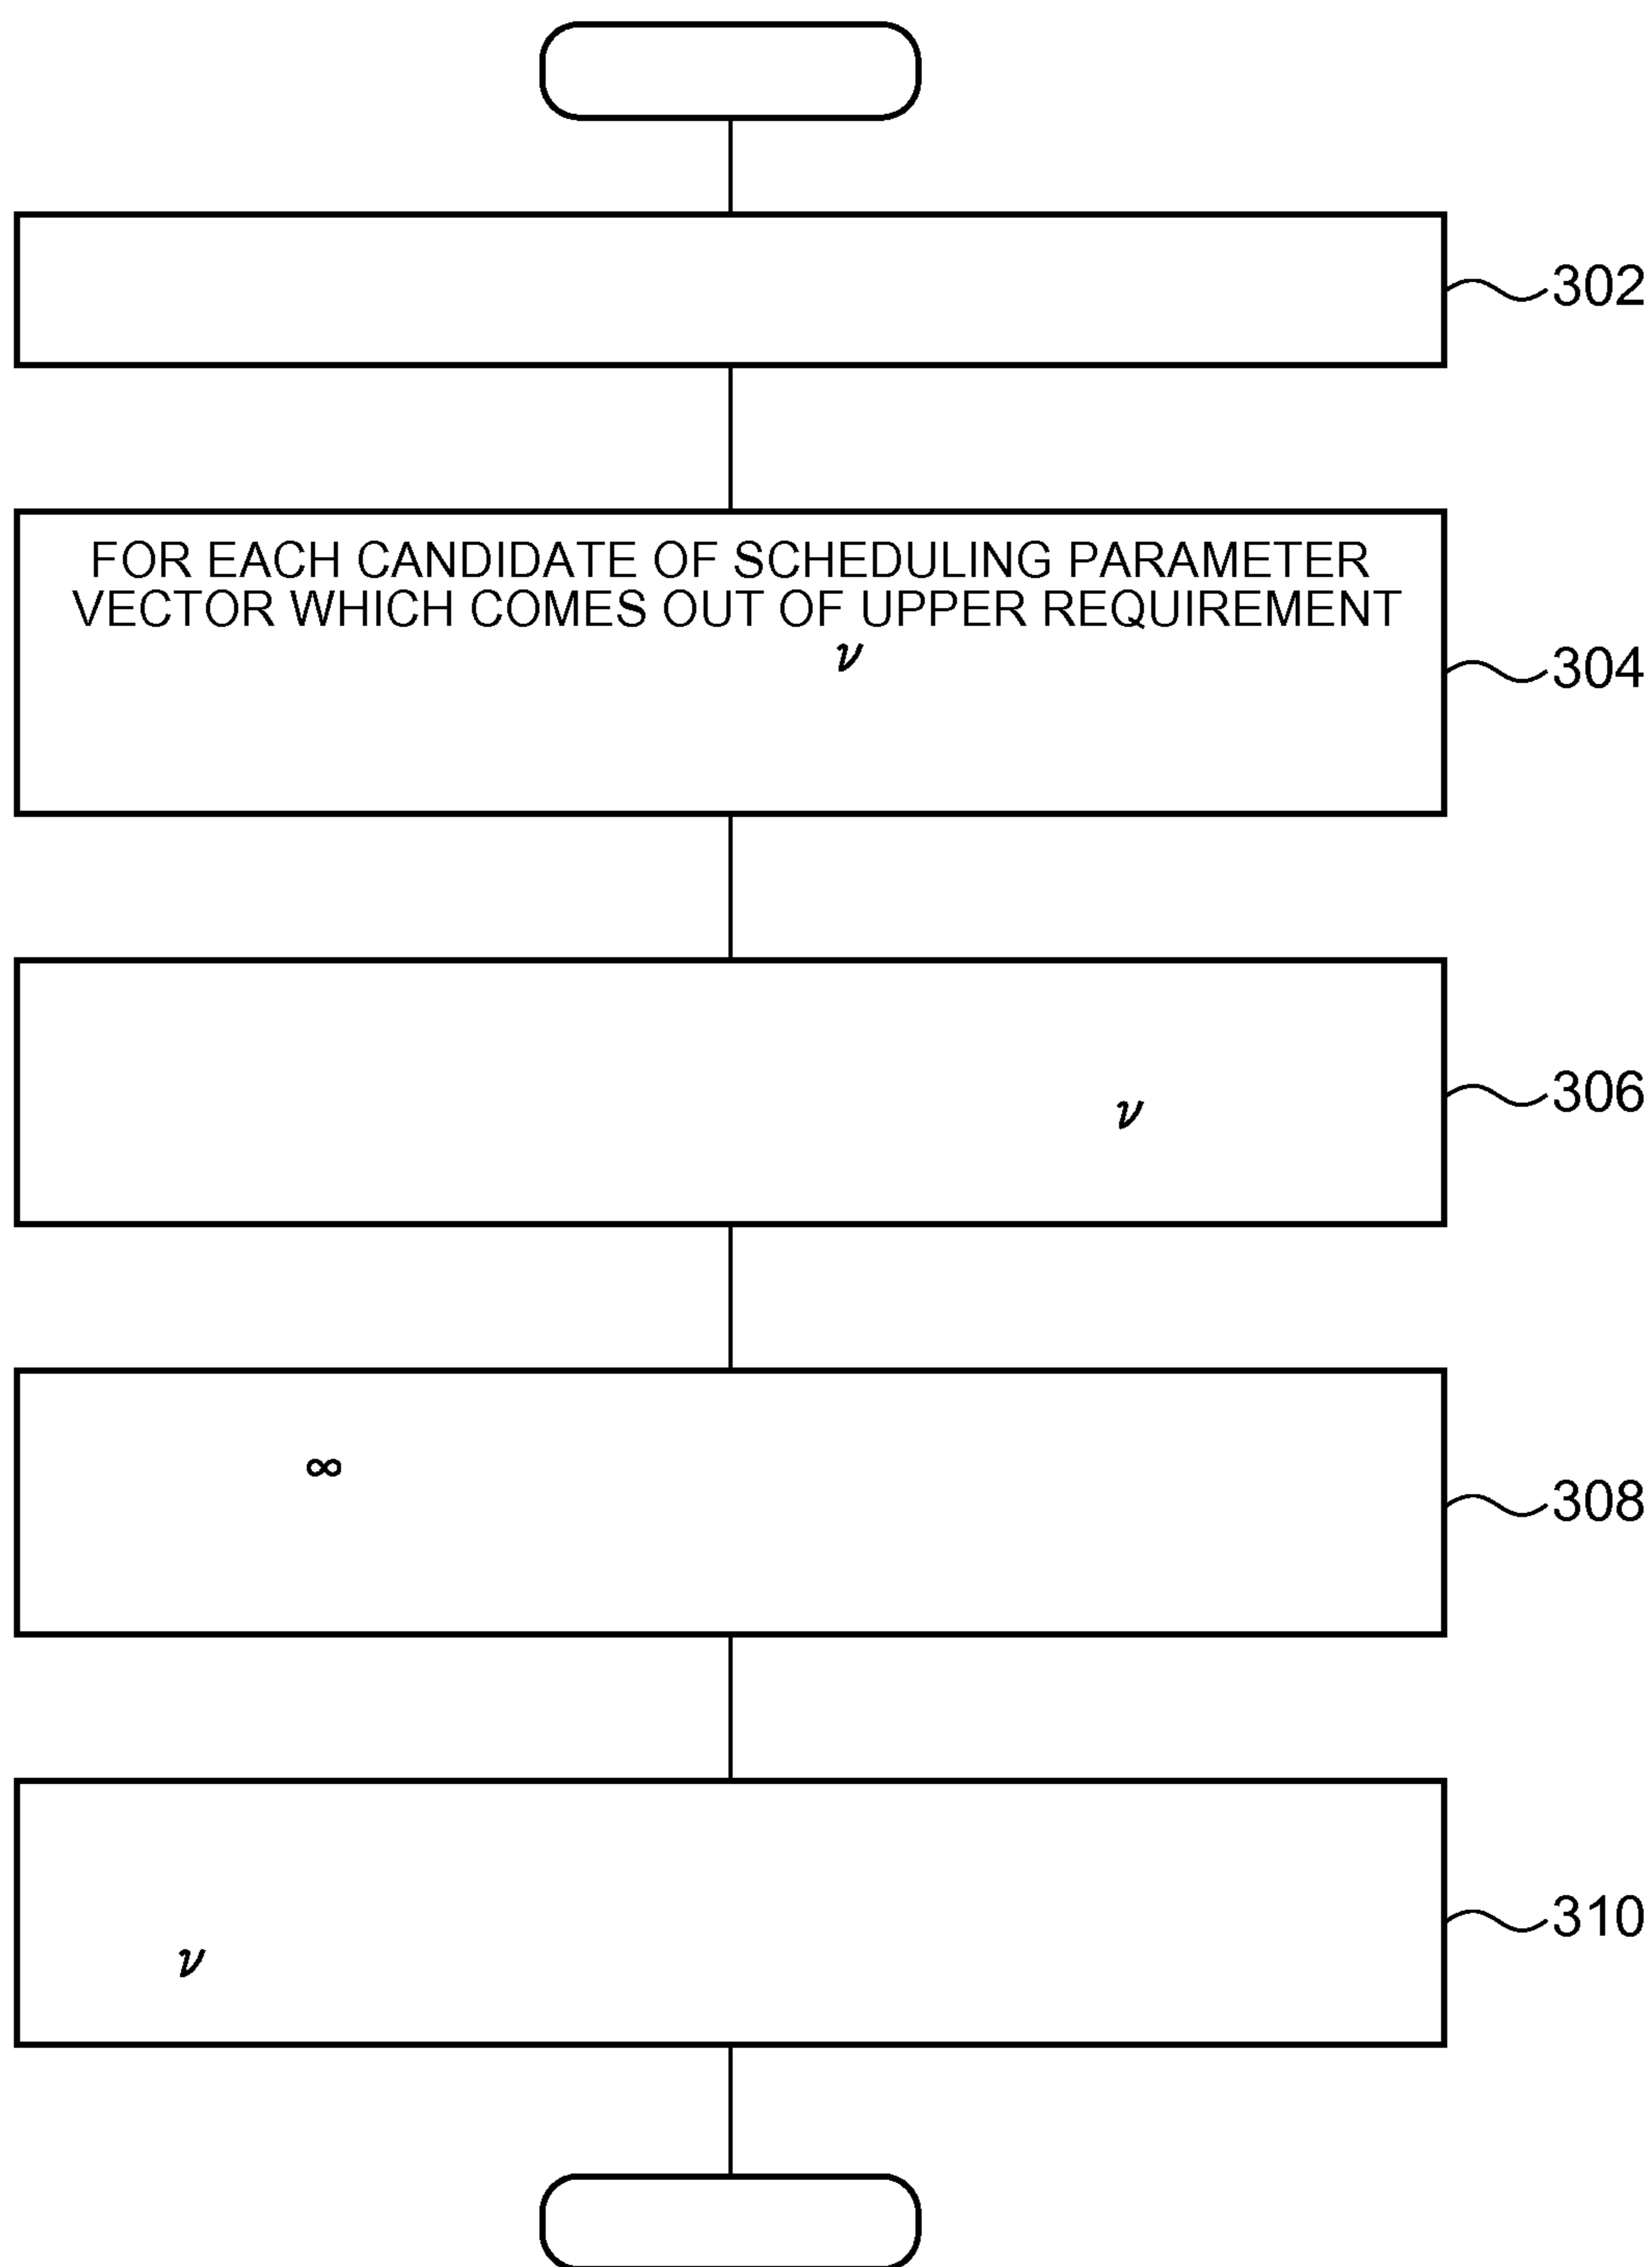 302
FOR EACH CANDIDATE OF SCHEDULING PARAMETER
VECTOR WHICH COMES OUT OF UPPER REQUIREMENT
ν
304
306
ν
∞
308
310
ν